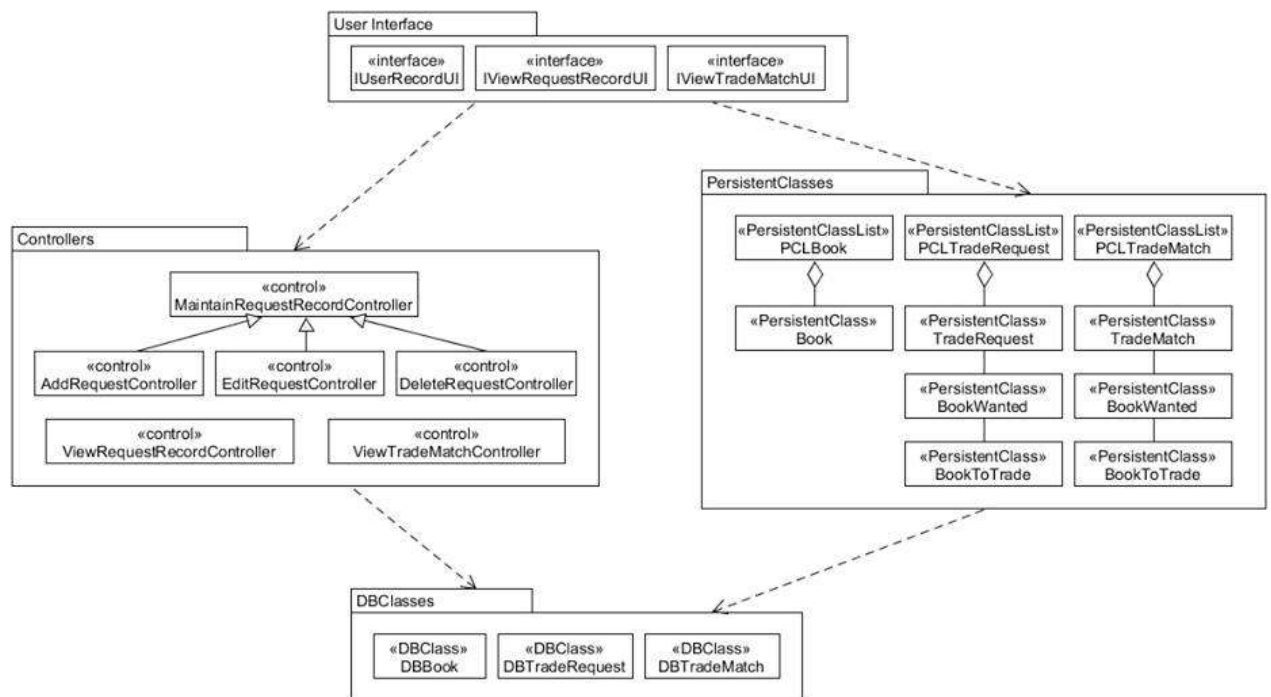 User Interface
«interface»
IUserRecordUI
«interface»
IViewRequestRecordUI
«interface»
IViewTradeMatchUI
Controllers
«control»
MaintainRequestRecordController
«control»
AddRequestController
«control»
EditRequestController
«control»
DeleteRequestController
«control»
ViewRequestRecordController
«control»
ViewTradeMatchController
PersistentClasses
«PersistentClassList»
PCLBook
«PersistentClassList»
PCLTradeRequest
«PersistentClassList»
PCLTradeMatch
«PersistentClass»
Book
«PersistentClass»
TradeRequest
«PersistentClass»
TradeMatch
«PersistentClass»
BookWanted
«PersistentClass»
BookWanted
«PersistentClass»
BookToTrade
«PersistentClass»
BookToTrade
DBClasses
«DBClass»
DBBook
«DBClass»
DBTradeRequest
«DBClass»
DBTradeMatch